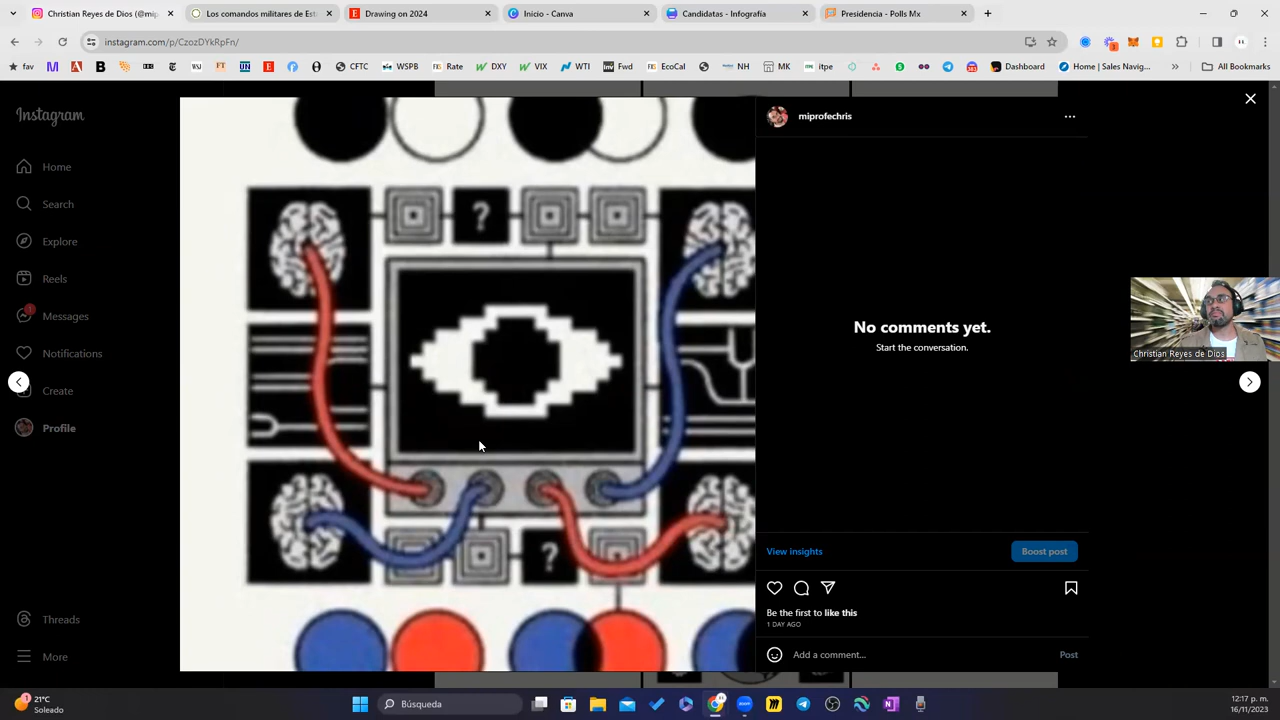 Christian Reyes de Dios (@mip
Los comandos militares de Est
Drawing on 2024
Início - Canva
Candidatas - Infografía
Presidencia - Polls Mx
instagram.com/p/CzozDYkRpFn/
fav
CFTC
WSPB
Rate
DXY
VIX
WTI
Fwd
EcoCal
NH
MK
itpe
Dashboard
Home | Sales Navig...
All Bookmarks
Instagram
Home
Search
Explore
Reels
Messages
Notifications
Create
Profile
Threads
More
?
?
miprofechris
No comments yet.
Start the conversation.
View insights
Boost post
Be the first to like this
1 DAY AGO
Add a comment...
Post
Christian Reyes de Dios
21°C
Soleado
Búsqueda
12:17 p. m.
16/11/2023